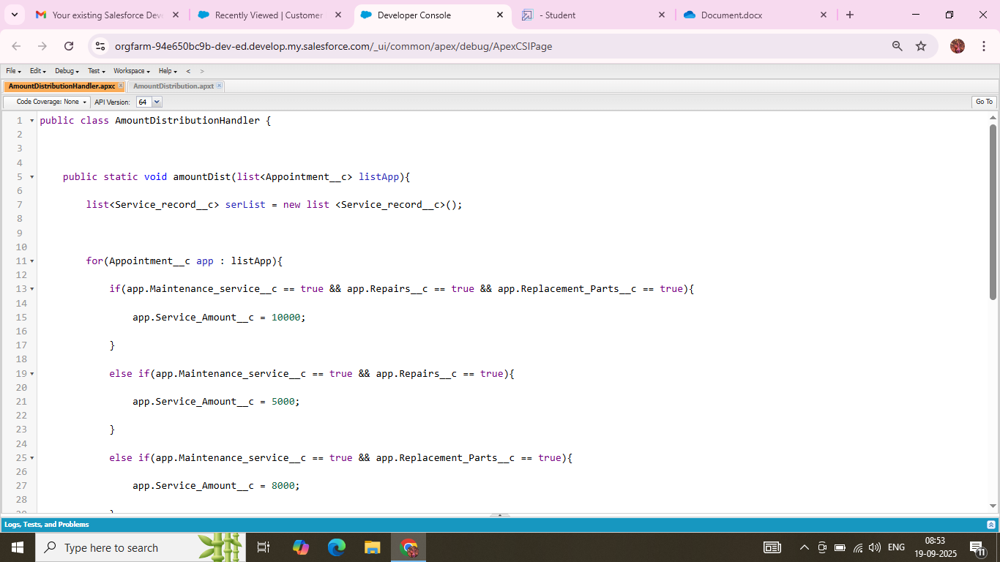 Your existing Salesforce Deve
Recently Viewed | Customer
Developer Console
- Student
Document.docx
orgfarm-94e650bc9b-dev-ed.develop.my.salesforce.com/_ui/common/apex/debug/ApexCSIPage
File Edit Debug Test Workspace Help < >
AmountDistributionHandler.apxc
AmountDistribution.apxt
Code Coverage: None API Version: 64 Go To
1 public class AmountDistributionHandler {
2
3
4
5 public static void amountDist(list<Appointment__c> listApp){
6
7 list<Service_record__c> serList = new list <Service_record__c>();
8
9
10
11 for(Appointment__c app : listApp){
12
13 if(app.Maintenance_service__c == true && app.Repairs__c == true && app.Replacement_Parts__c == true){
14
15 app.Service_Amount__c = 10000;
16
17 }
18
19 else if(app.Maintenance_service__c == true && app.Repairs__c == true){
20
21 app.Service_Amount__c = 5000;
22
23 }
24
25 else if(app.Maintenance_service__c == true && app.Replacement_Parts__c == true){
26
27 app.Service_Amount__c = 8000;
28
Logs, Tests, and Problems
Type here to search
ENG
08:53
19-09-2025
11